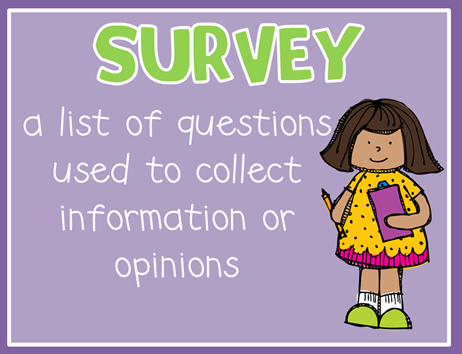 SURVEY
a list of questions
used to collect
information or
opinions